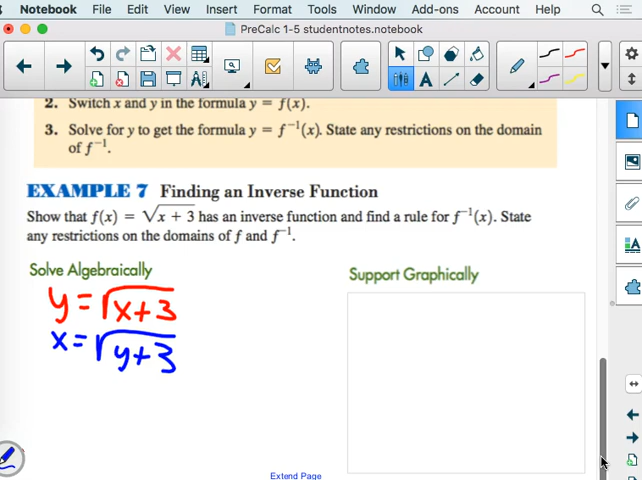 Notebook File Edit View Insert Format Tools Window Add-ons Account Help
PreCalc 1-5 studentnotes.notebook
2. Switch x and y in the formula y = f(x).
3. Solve for y to get the formula y = f⁻¹(x). State any restrictions on the domain
of f⁻¹.
EXAMPLE 7 Finding an Inverse Function
Show that f(x) = √(x + 3) has an inverse function and find a rule for f⁻¹(x). State
any restrictions on the domains of f and f⁻¹.
Solve Algebraically
Support Graphically
y = √(x+3)
x = √(y+3)
Extend Page